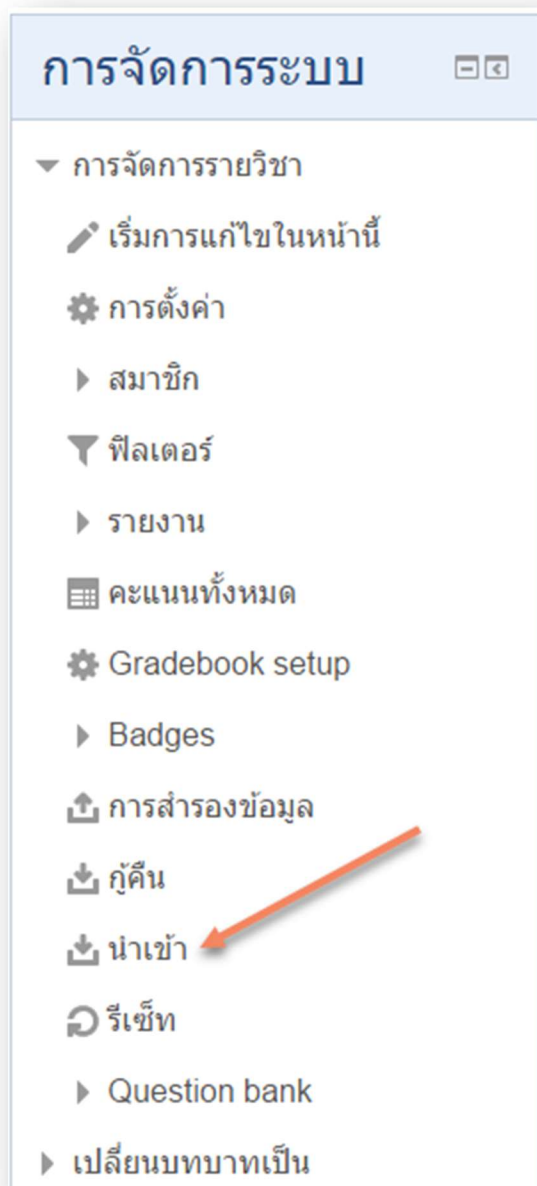 การจัดการระบบ
การจัดการรายวิชา
เริ่มการแก้ไขในหน้านี้
การตั้งค่า
สมาชิก
ฟิลเตอร์
รายงาน
คะแนนทั้งหมด
Gradebook setup
Badges
การสำรองข้อมูล
กู้คืน
นำเข้า
รีเซ็ท
Question bank
เปลี่ยนบทบาทเป็น